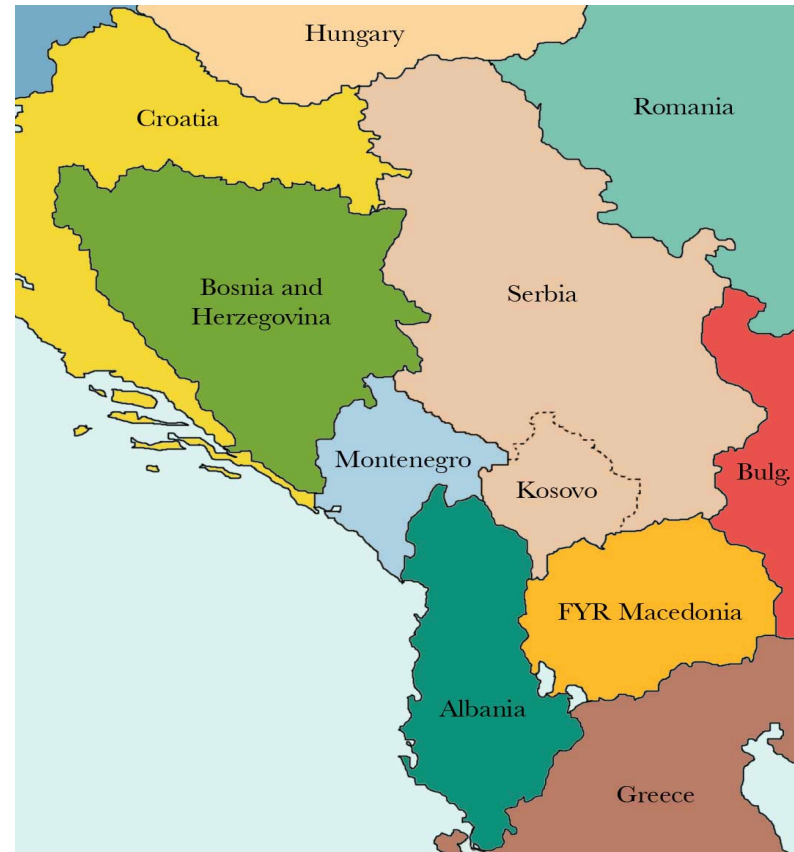 Hungary
Romania
Croatia
Bosnia and
Herzegovina
Serbia
Montenegro
Kosovo
Bulg.
FYR Macedonia
Albania
Greece